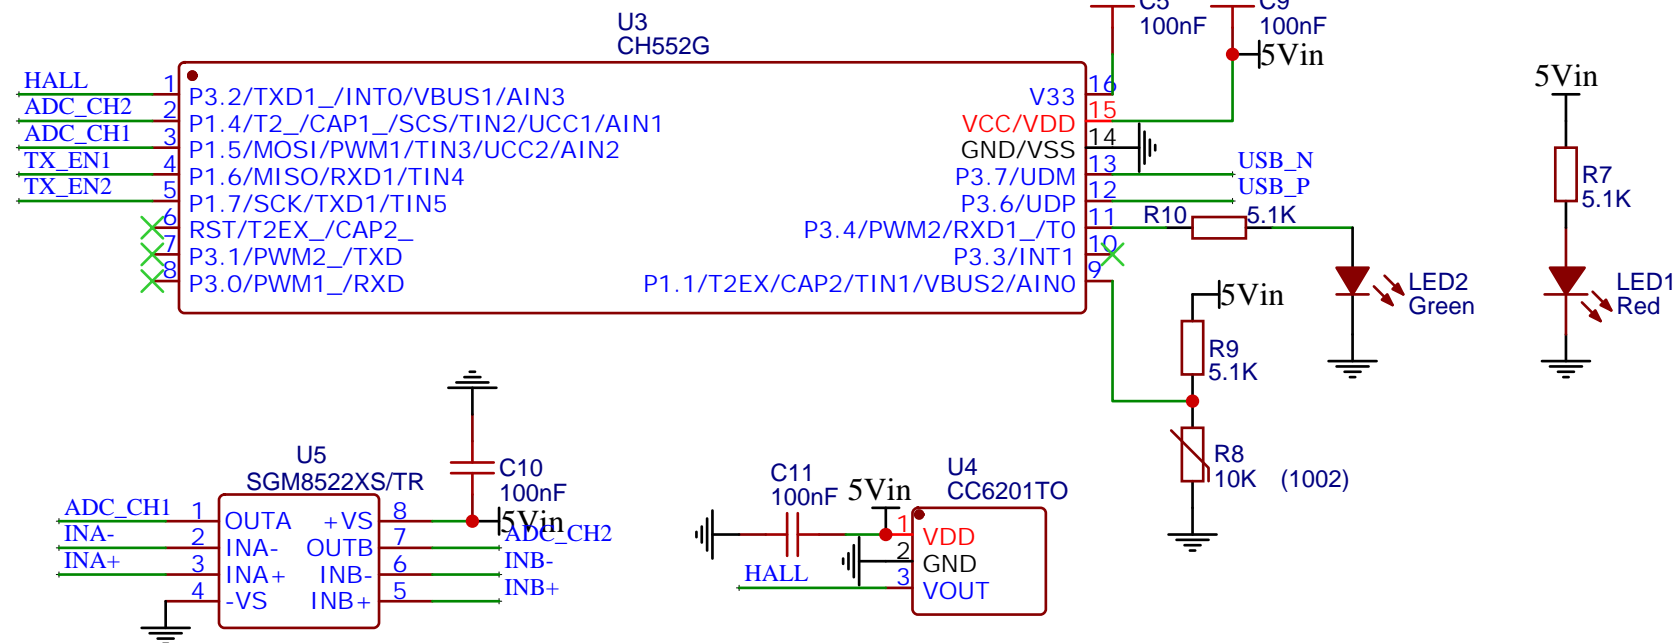 C5
100nF
C9
100nF
5Vin
U3
CH552G
HALL
ADC_CH2
ADC_CH1
TX_EN1
TX_EN2
1
2
3
4
5
6
7
8
P3.2/TXD1_/INT0/VBUS1/AIN3
P1.4/T2_/CAP1_/SCS/TIN2/UCC1/AIN1
P1.5/MOSI/PWM1/TIN3/UCC2/AIN2
P1.6/MISO/RXD1/TIN4
P1.7/SCK/TXD1/TIN5
RST/T2EX_/CAP2_
P3.1/PWM2_/TXD
P3.0/PWM1_/RXD
V33
VCC/VDD
GND/VSS
P3.7/UDM
P3.6/UDP
P3.4/PWM2/RXD1_/T0
P3.3/INT1
P1.1/T2EX/CAP2/TIN1/VBUS2/AIN0
16
15
14
13
12
11
10
9
USB_N
USB_P
R10
5.1K
LED2
Green
5Vin
R7
5.1K
LED1
Red
5Vin
R9
5.1K
R8
10K
(1002)
U5
SGM8522XS/TR
C10
100nF
5Vin
ADC_CH1
INA-
INA+
1
2
3
4
OUTA
INA-
INA+
-VS
+VS
OUTB
INB-
INB+
8
7
6
5
ADC_CH2
INB-
INB+
C11
100nF
5Vin
U4
CC6201TO
HALL
1
2
3
VDD
GND
VOUT